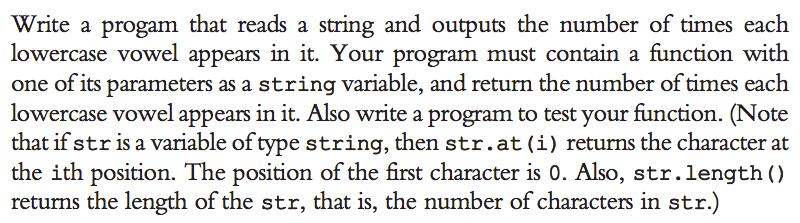 Write a progam that reads a string and outputs the number of times each
lowercase vowel appears in it. Your program must contain a function with
one of its parameters as a string variable, and return the number of times each
lowercase vowel appears in it. Also write a program to test your function. (Note
that if str is a variable of type string, then str.at(i) returns the character at
the ith position. The position of the first character is 0. Also, str.length()
returns the length of the str, that is, the number of characters in str.)